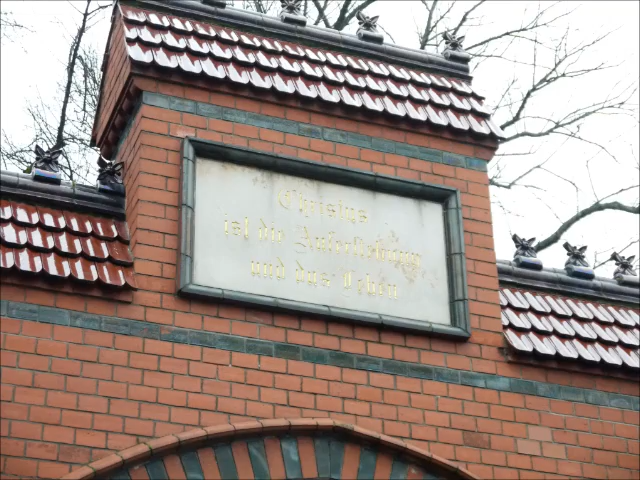 Christus
ist die Auferstehung
und das Leben